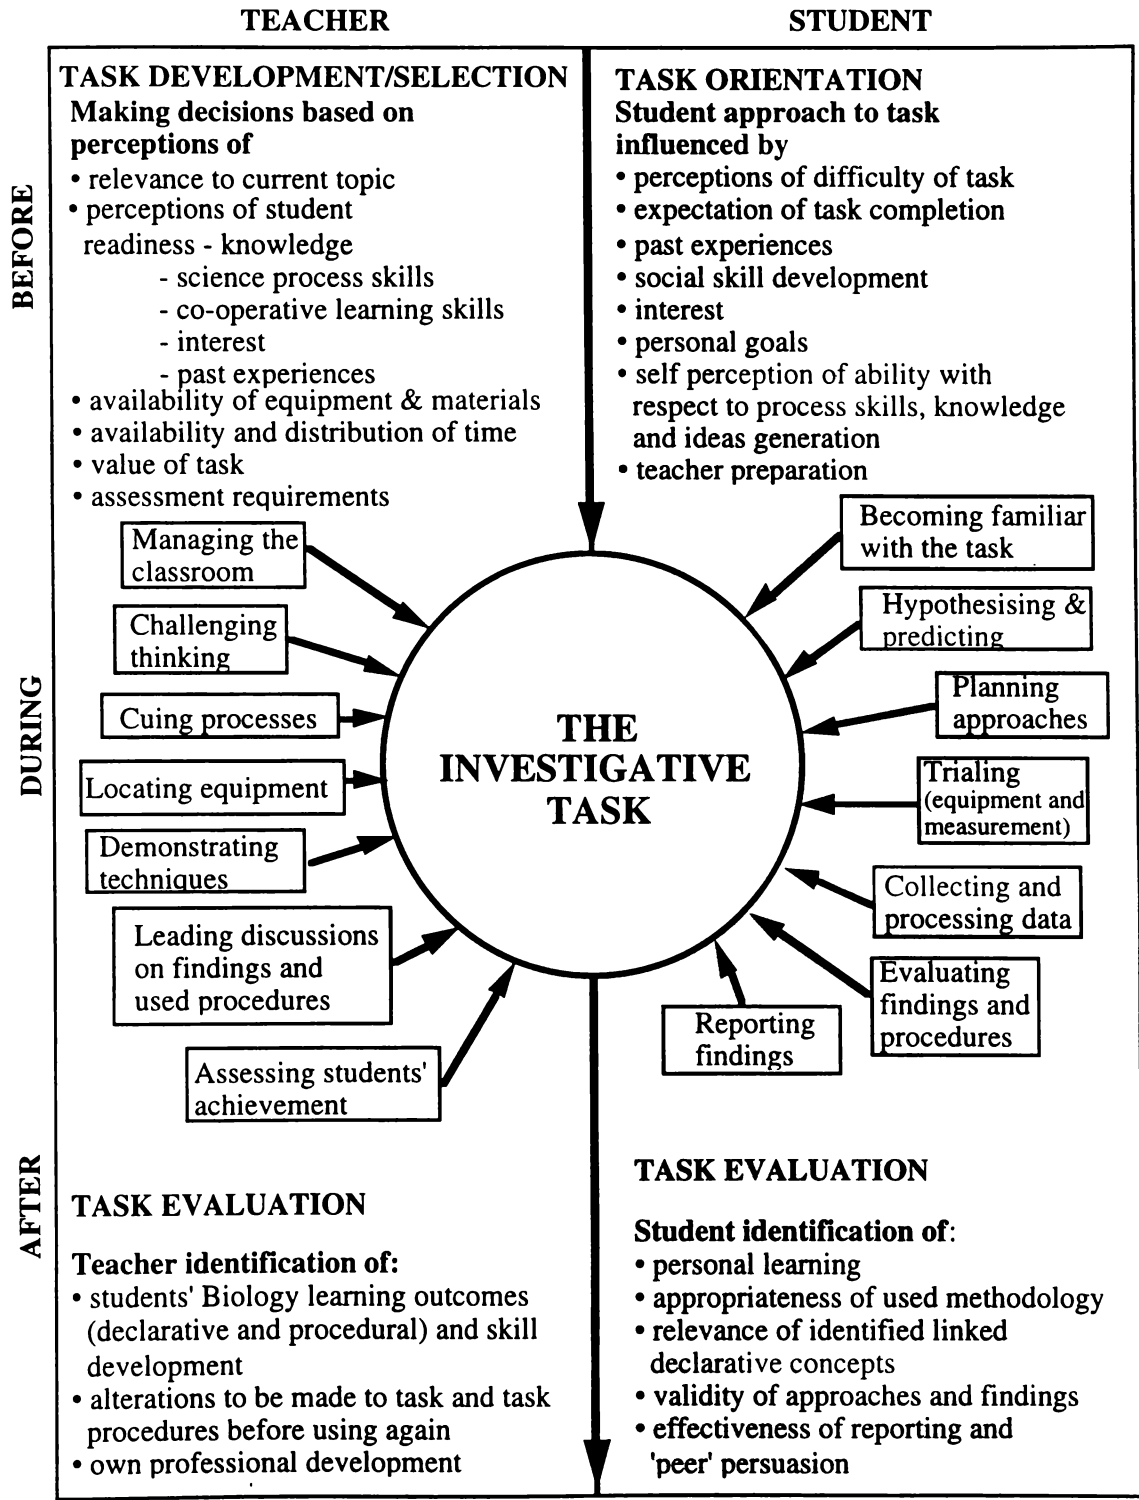 TEACHER
STUDENT
BEFORE
TASK DEVELOPMENT/SELECTION
Making decisions based on
perceptions of
• relevance to current topic
• perceptions of student
readiness - knowledge
- science process skills
- co-operative learning skills
- interest
- past experiences
• availability of equipment & materials
• availability and distribution of time
• value of task
• assessment requirements
TASK ORIENTATION
Student approach to task
influenced by
• perceptions of difficulty of task
• expectation of task completion
• past experiences
• social skill development
• interest
• personal goals
• self perception of ability with
respect to process skills, knowledge
and ideas generation
• teacher preparation
DURING
Managing the
classroom
Challenging
thinking
Cuing processes
Locating equipment
Demonstrating
techniques
Leading discussions
on findings and
used procedures
Assessing students'
achievement
THE
INVESTIGATIVE
TASK
Becoming familiar
with the task
Hypothesising &
predicting
Planning
approaches
Trialing
(equipment and
measurement)
Collecting and
processing data
Evaluating
findings and
procedures
Reporting
findings
AFTER
TASK EVALUATION
Teacher identification of:
• students' Biology learning outcomes
(declarative and procedural) and skill
development
• alterations to be made to task and task
procedures before using again
• own professional development
TASK EVALUATION
Student identification of:
• personal learning
• appropriateness of used methodology
• relevance of identified linked
declarative concepts
• validity of approaches and findings
• effectiveness of reporting and
'peer' persuasion